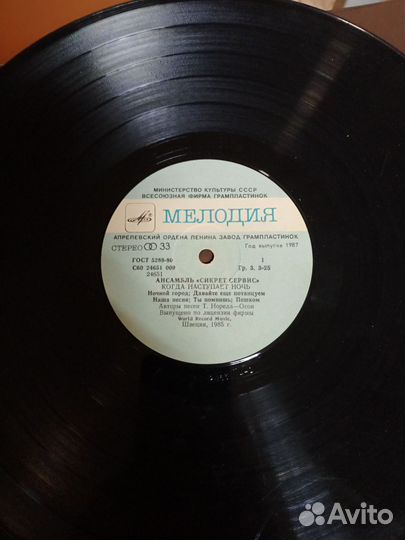 МИНИСТЕРСТВО КУЛЬТУРЫ СССР
ВСЕСОЮЗНАЯ ФИРМА ГРАМПЛАСТИНОК
МЕЛОДИЯ
АПРЕЛЕВСКИЙ ОРДЕНА ЛЕНИНА ЗАВОД ГРАМПЛАСТИНОК
СТЕРЕО 33
Год выпуска 1987
ГОСТ 5289-80 1
С60 24651 009 Гр. 3, 3-25
24651
АНСАМБЛЬ «СИКРЕТ СЕРВИС»
КОГДА НАСТУПАЕТ НОЧЬ
Ночной город; Давайте еще потанцуем
Наша песня; Ты помнишь; Пешком
Авторы песен Т. Норелл—Осон
Выпущено по лицензии фирмы
World Record Music,
Швеция, 1985 г.
Avito